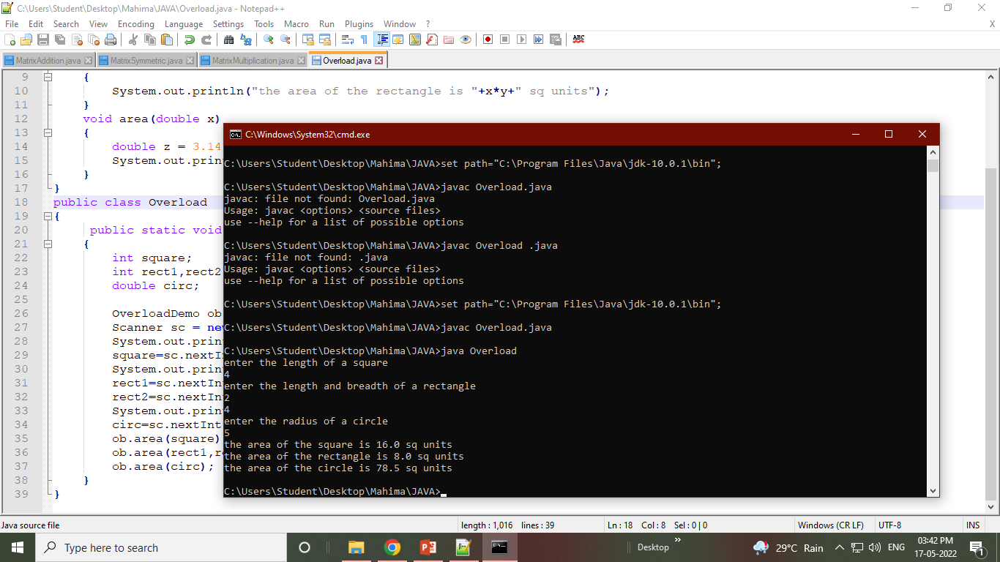 C:\Users\Student\Desktop\Mahima\JAVA\Overload.java - Notepad++
File Edit Search View Encoding Language Settings Tools Macro Run Plugins Window ? X
MatrixAddition.java MatrixSymmetric.java MatrixMultiplication.java Overload.java
9 {
10 System.out.println("the area of the rectangle is "+x*y+" sq units");
11 }
12 void area(double x)
13 {
14 double z = 3.14
15 System.out.prin
16 }
17 }
18 public class Overload
19 {
20 public static void
21 {
22 int square;
23 int rect1,rect2
24 double circ;
25
26 OverloadDemo ob
27 Scanner sc = new
28 System.out.prin
29 square=sc.nextIn
30 System.out.prin
31 rect1=sc.nextInt
32 rect2=sc.nextInt
33 System.out.prin
34 circ=sc.nextInt
35 ob.area(square)
36 ob.area(rect1,re
37 ob.area(circ);
38 }
39 }
C:\Windows\System32\cmd.exe
C:\Users\Student\Desktop\Mahima\JAVA>set path="C:\Program Files\Java\jdk-10.0.1\bin";
C:\Users\Student\Desktop\Mahima\JAVA>javac Overload.java
javac: file not found: Overload.java
Usage: javac <options> <source files>
use --help for a list of possible options
C:\Users\Student\Desktop\Mahima\JAVA>javac Overload .java
javac: file not found: .java
Usage: javac <options> <source files>
use --help for a list of possible options
C:\Users\Student\Desktop\Mahima\JAVA>set path="C:\Program Files\Java\jdk-10.0.1\bin";
C:\Users\Student\Desktop\Mahima\JAVA>javac Overload.java
C:\Users\Student\Desktop\Mahima\JAVA>java Overload
enter the length of a square
4
enter the length and breadth of a rectangle
2
4
enter the radius of a circle
5
the area of the square is 16.0 sq units
the area of the rectangle is 8.0 sq units
the area of the circle is 78.5 sq units
C:\Users\Student\Desktop\Mahima\JAVA>
Java source file length : 1,016 lines : 39 Ln : 18 Col : 8 Sel : 0 | 0 Windows (CR LF) UTF-8 INS
Type here to search Desktop 29°C Rain ENG 03:42 PM
17-05-2022 1